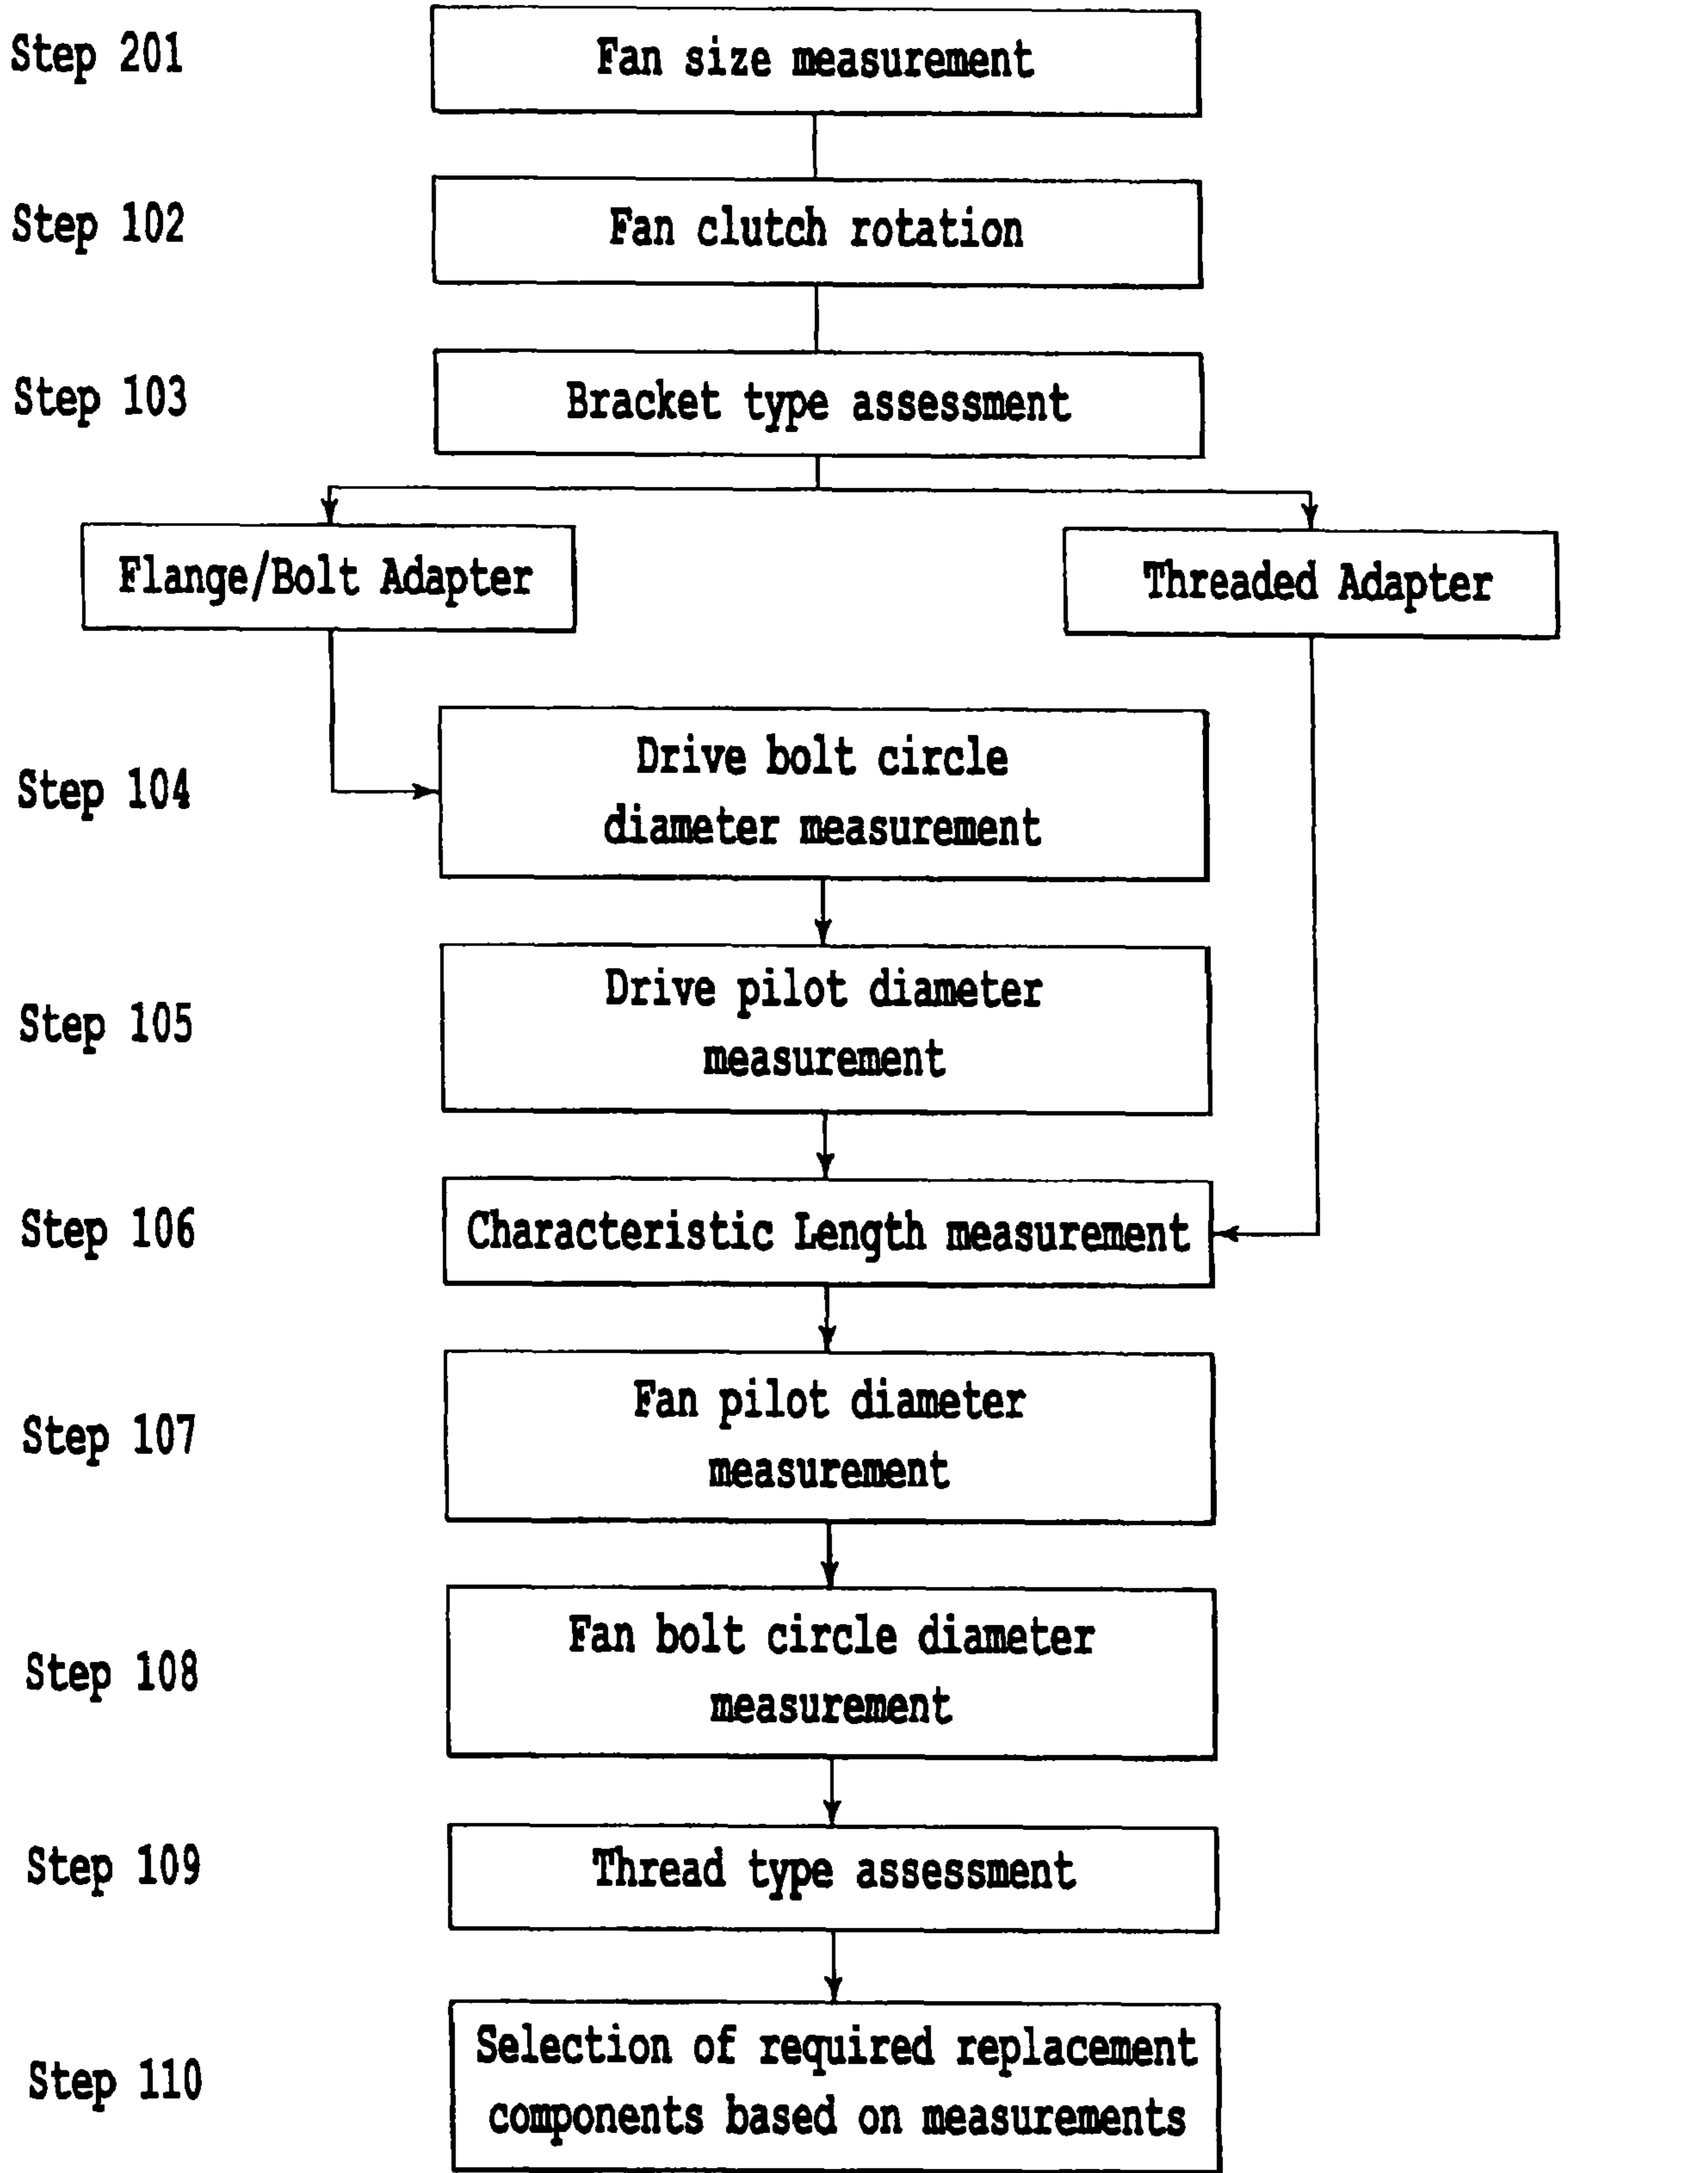 Step 201
Fan size measurement
Step 102
Fan clutch rotation
Step 103
Bracket type assessment
Flange/Bolt Adapter
Threaded Adapter
Step 104
Drive bolt circle
diameter measurement
Step 105
Drive pilot diameter
measurement
Step 106
Characteristic Length measurement
Step 107
Fan pilot diameter
measurement
Step 108
Fan bolt circle diameter
measurement
Step 109
Thread type assessment
Step 110
Selection of required replacement
components based on measurements